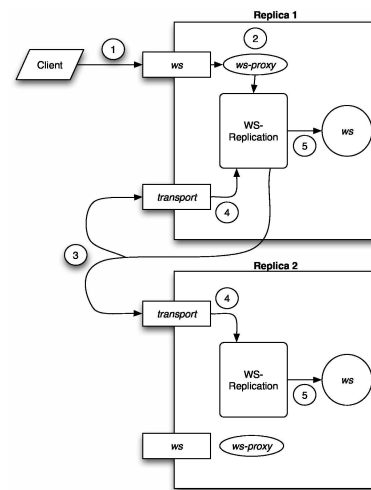 Replica 1
1
2
Client
ws
ws-proxy
WS-
Replication
ws
5
transport
4
3
Replica 2
4
transport
WS-
Replication
ws
5
ws
ws-proxy